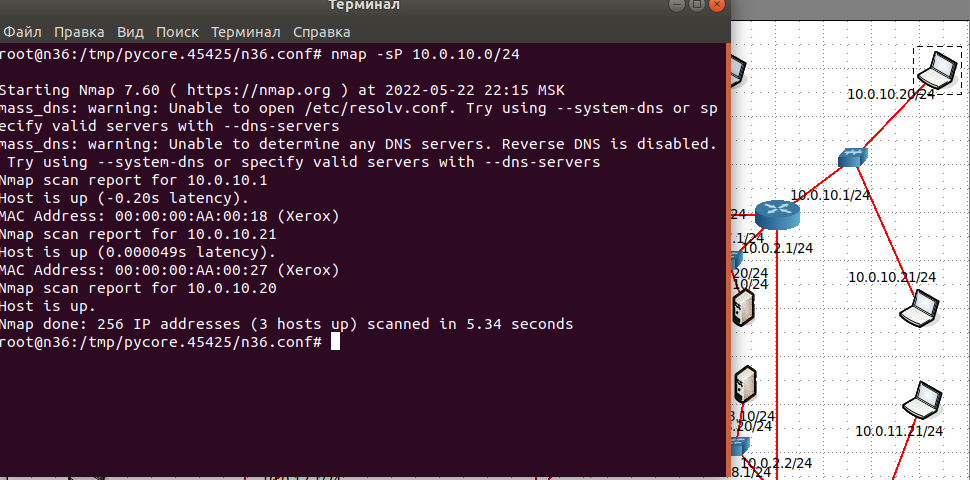 Терминал
Файл Правка Вид Поиск Терминал Справка
root@n36:/tmp/pycore.45425/n36.conf# nmap -sP 10.0.10.0/24
Starting Nmap 7.60 ( https://nmap.org ) at 2022-05-22 22:15 MSK
mass_dns: warning: Unable to open /etc/resolv.conf. Try using --system-dns or sp
ecify valid servers with --dns-servers
mass_dns: warning: Unable to determine any DNS servers. Reverse DNS is disabled.
Try using --system-dns or specify valid servers with --dns-servers
Nmap scan report for 10.0.10.1
Host is up (-0.20s latency).
MAC Address: 00:00:00:AA:00:18 (Xerox)
Nmap scan report for 10.0.10.21
Host is up (0.000049s latency).
MAC Address: 00:00:00:AA:00:27 (Xerox)
Nmap scan report for 10.0.10.20
Host is up.
Nmap done: 256 IP addresses (3 hosts up) scanned in 5.34 seconds
root@n36:/tmp/pycore.45425/n36.conf#
10.0.10.20/24
10.0.10.1/24
24
.1/24
10.0.2.1/24
20/24
10/24
10.0.10.21/24
3.10/24
.20/24
10.0.11.21/24
10.0.2.2/24
8.1/24